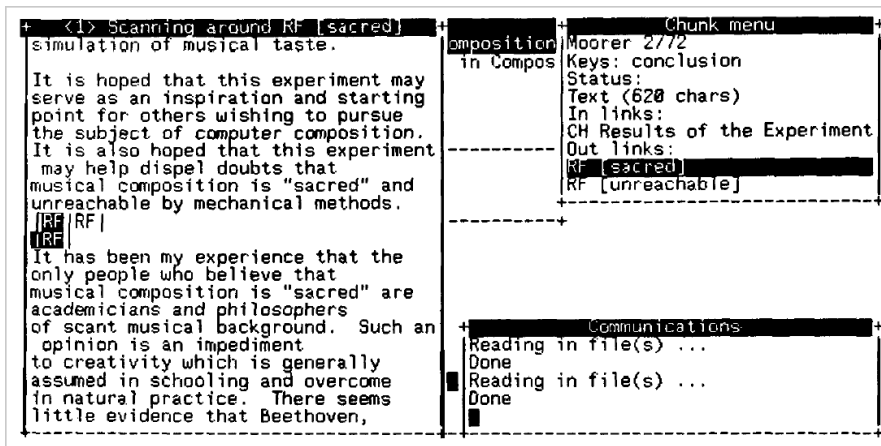 <1> Scanning around RF [sacred]
simulation of musical taste.
It is hoped that this experiment may
serve as an inspiration and starting
point for others wishing to pursue
the subject of computer composition.
It is also hoped that this experiment
may help dispel doubts that
musical composition is "sacred" and
unreachable by mechanical methods.
|RF|RF|
|RF|
It has been my experience that the
only people who believe that
musical composition is "sacred" are
academicians and philosophers
of scant musical background. Such an
opinion is an impediment
to creativity which is generally
assumed in schooling and overcome
in natural practice. There seems
little evidence that Beethoven,
omposition
in Compos
Chunk menu
Moorer 2/72
Keys: conclusion
Status:
Text (620 chars)
In links:
CH Results of the Experiment
Out links:
RF [sacred]
RF [unreachable]
Communications
Reading in file(s) ...
Done
Reading in file(s) ...
Done